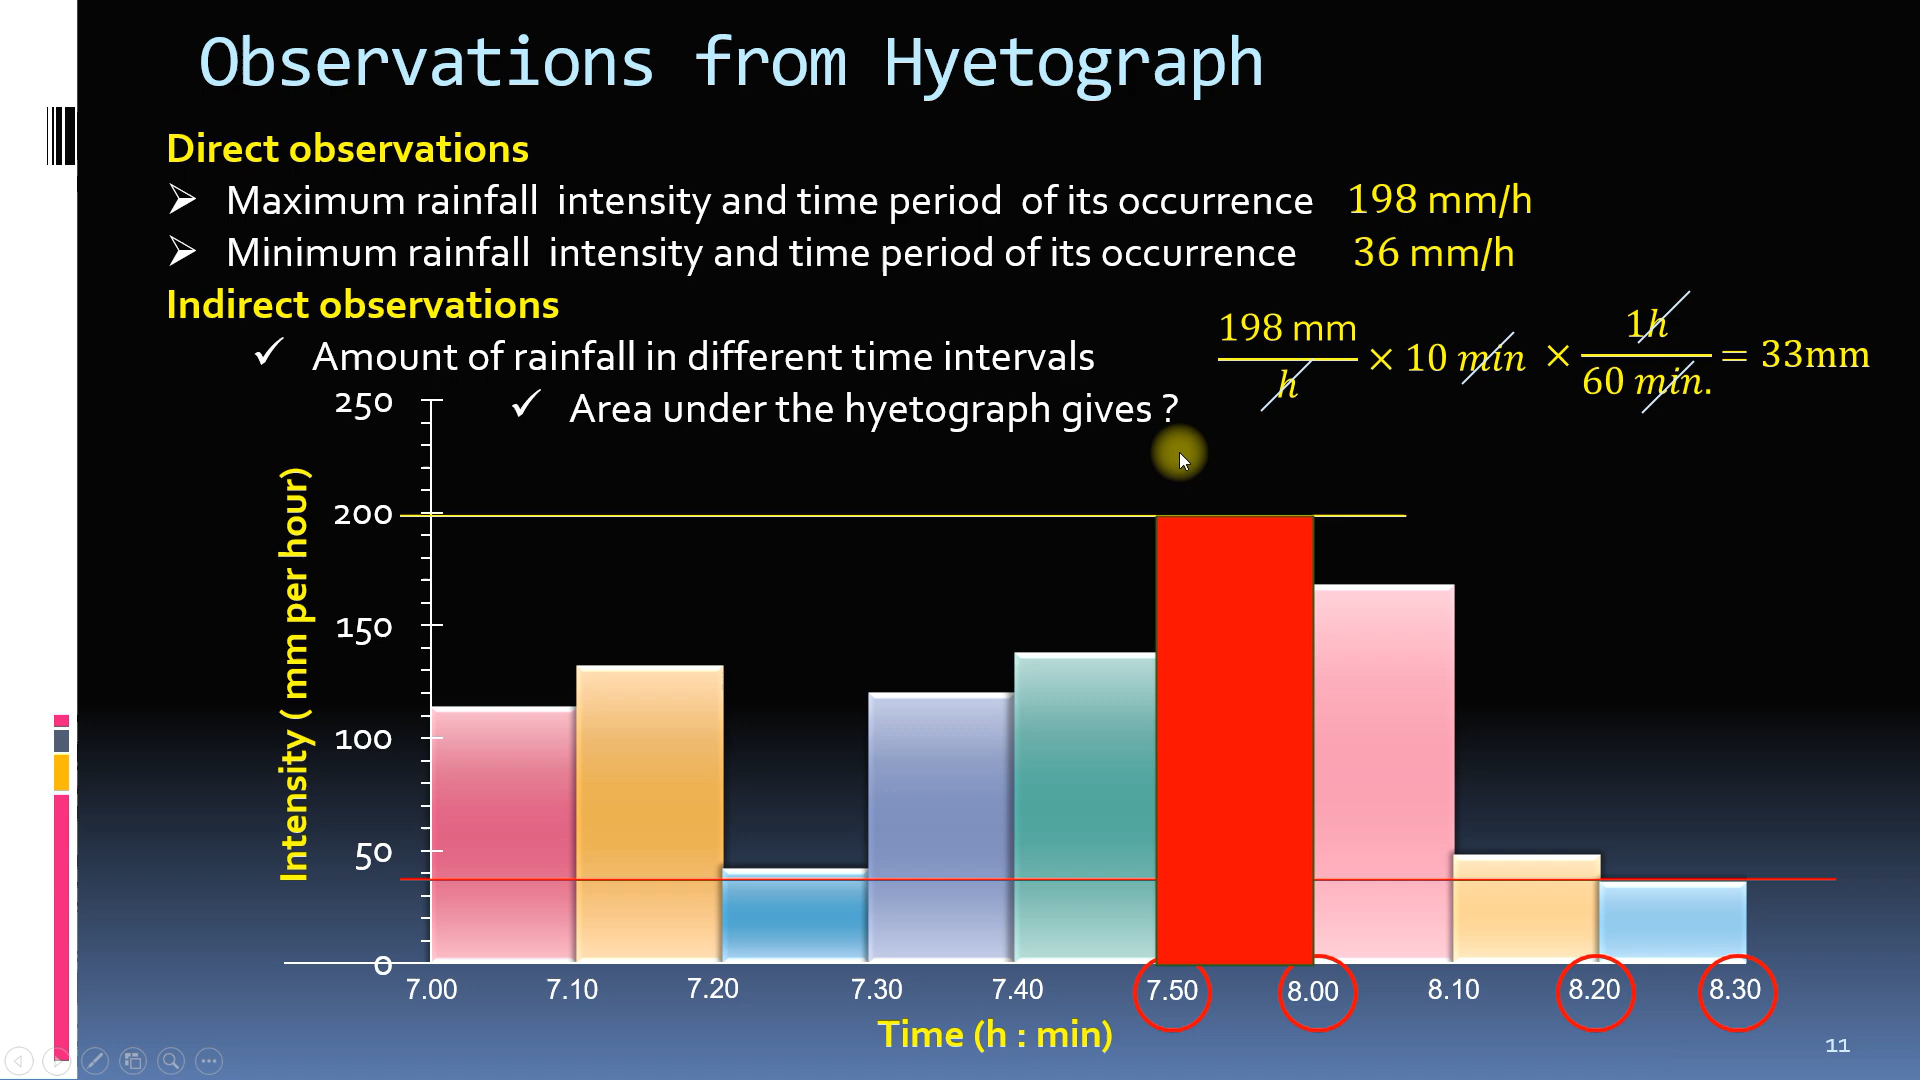 Observations from Hyetograph
Direct observations
➢ Maximum rainfall intensity and time period of its occurrence 198 mm/h
➢ Minimum rainfall intensity and time period of its occurrence 36 mm/h
Indirect observations
✓ Amount of rainfall in different time intervals
198 mm / h × 10 min × 1h / 60 min. = 33mm
✓ Area under the hyetograph gives ?
Intensity ( mm per hour)
250
200
150
100
50
0
7.00 7.10 7.20 7.30 7.40 7.50 8.00 8.10 8.20 8.30
Time (h : min)
11